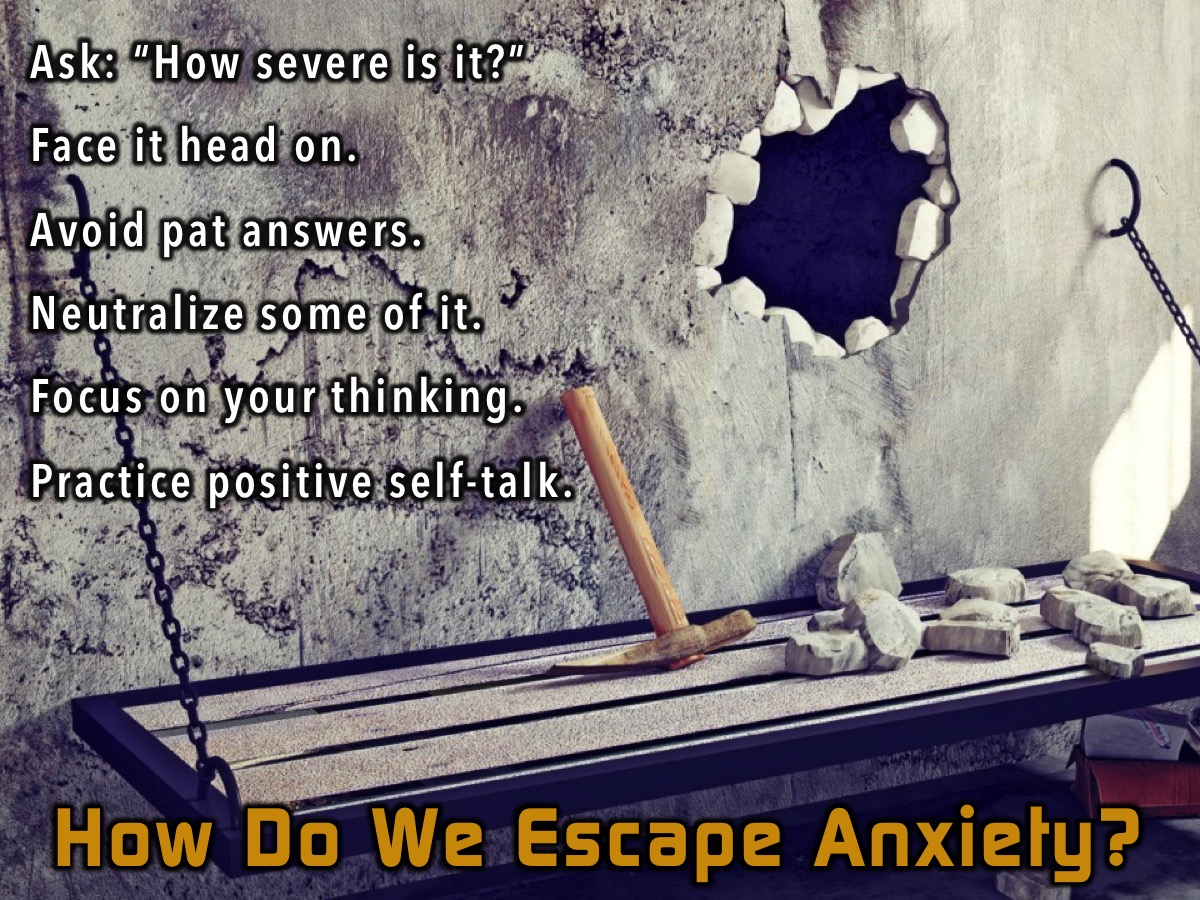 Ask: “How severe is it?”
Face it head on.
Avoid pat answers.
Neutralize some of it.
Focus on your thinking.
Practice positive self-talk.
How Do We Escape Anxiety?